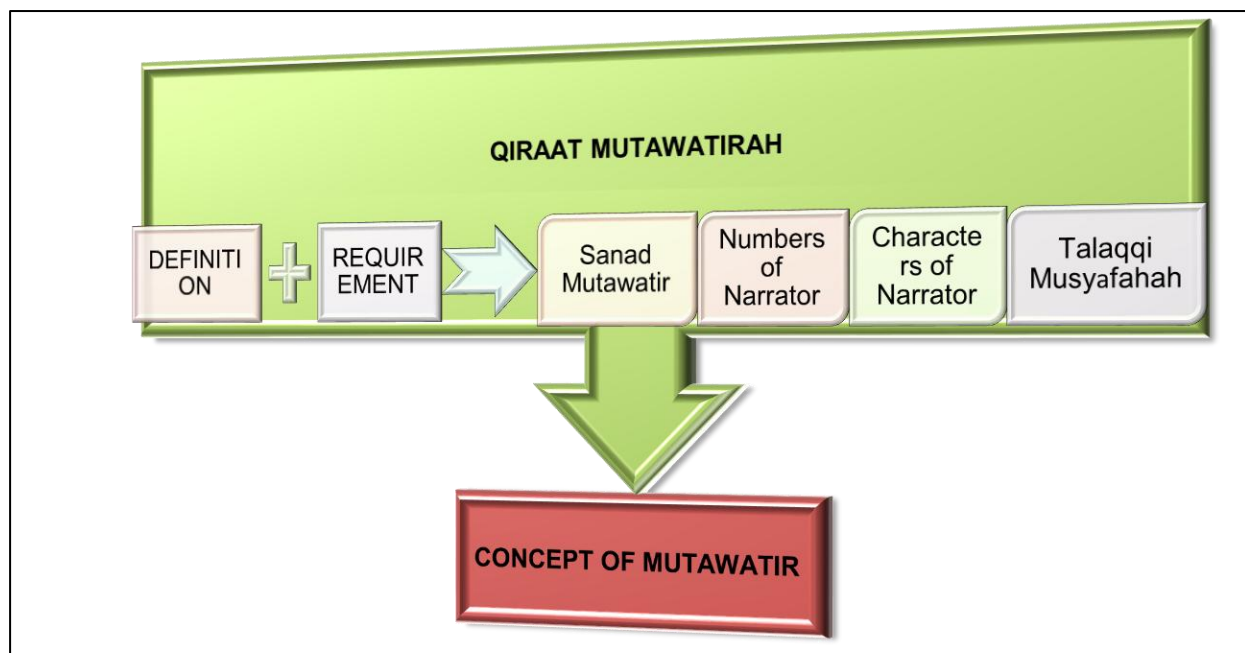 QIRAAT MUTAWATIRAH
DEFINITI
ON
REQUIR
EMENT
Sanad
Mutawatir
Numbers
of
Narrator
Characte
rs of
Narrator
Talaqqi
Musyafahah
CONCEPT OF MUTAWATIR